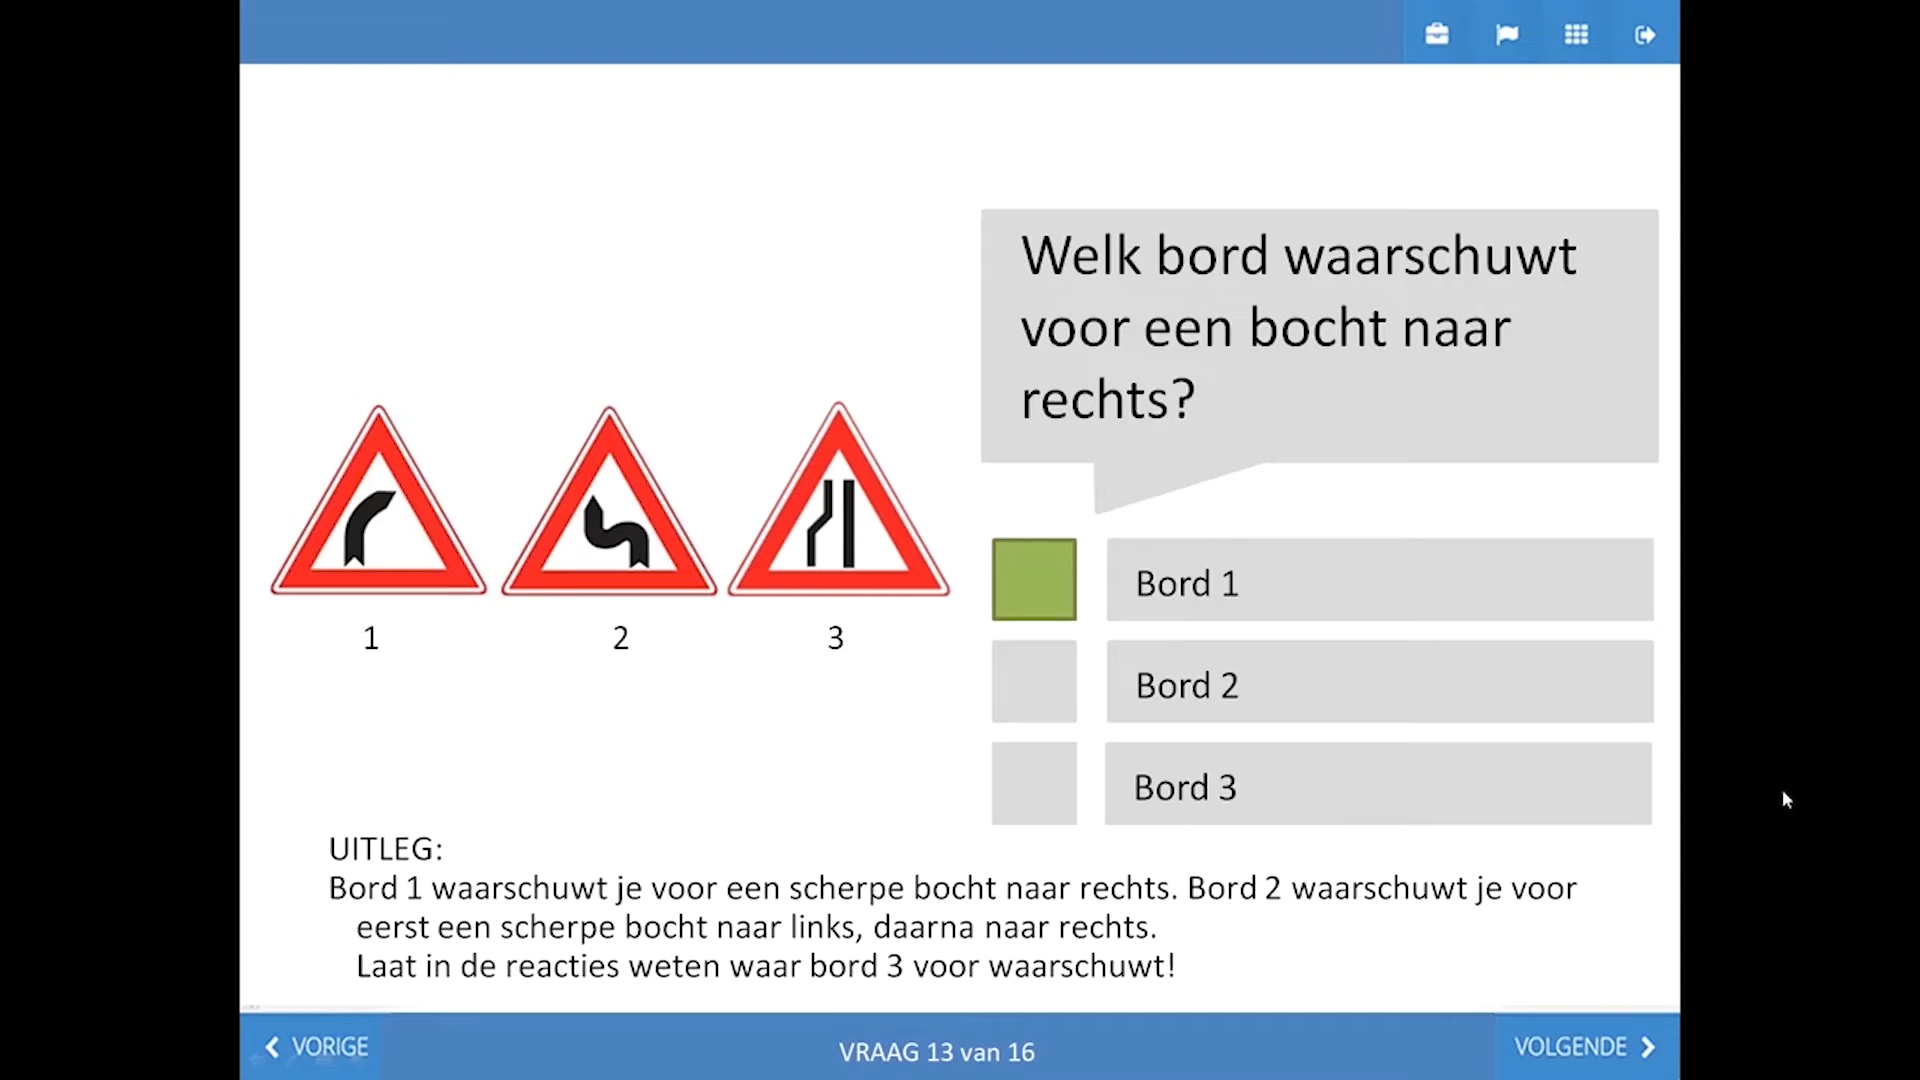 Welk bord waarschuwt
voor een bocht naar
rechts?
1
2
3
Bord 1
Bord 2
Bord 3
UITLEG:
Bord 1 waarschuwt je voor een scherpe bocht naar rechts. Bord 2 waarschuwt je voor
eerst een scherpe bocht naar links, daarna naar rechts.
Laat in de reacties weten waar bord 3 voor waarschuwt!
VORIGE
VRAAG 13 van 16
VOLGENDE